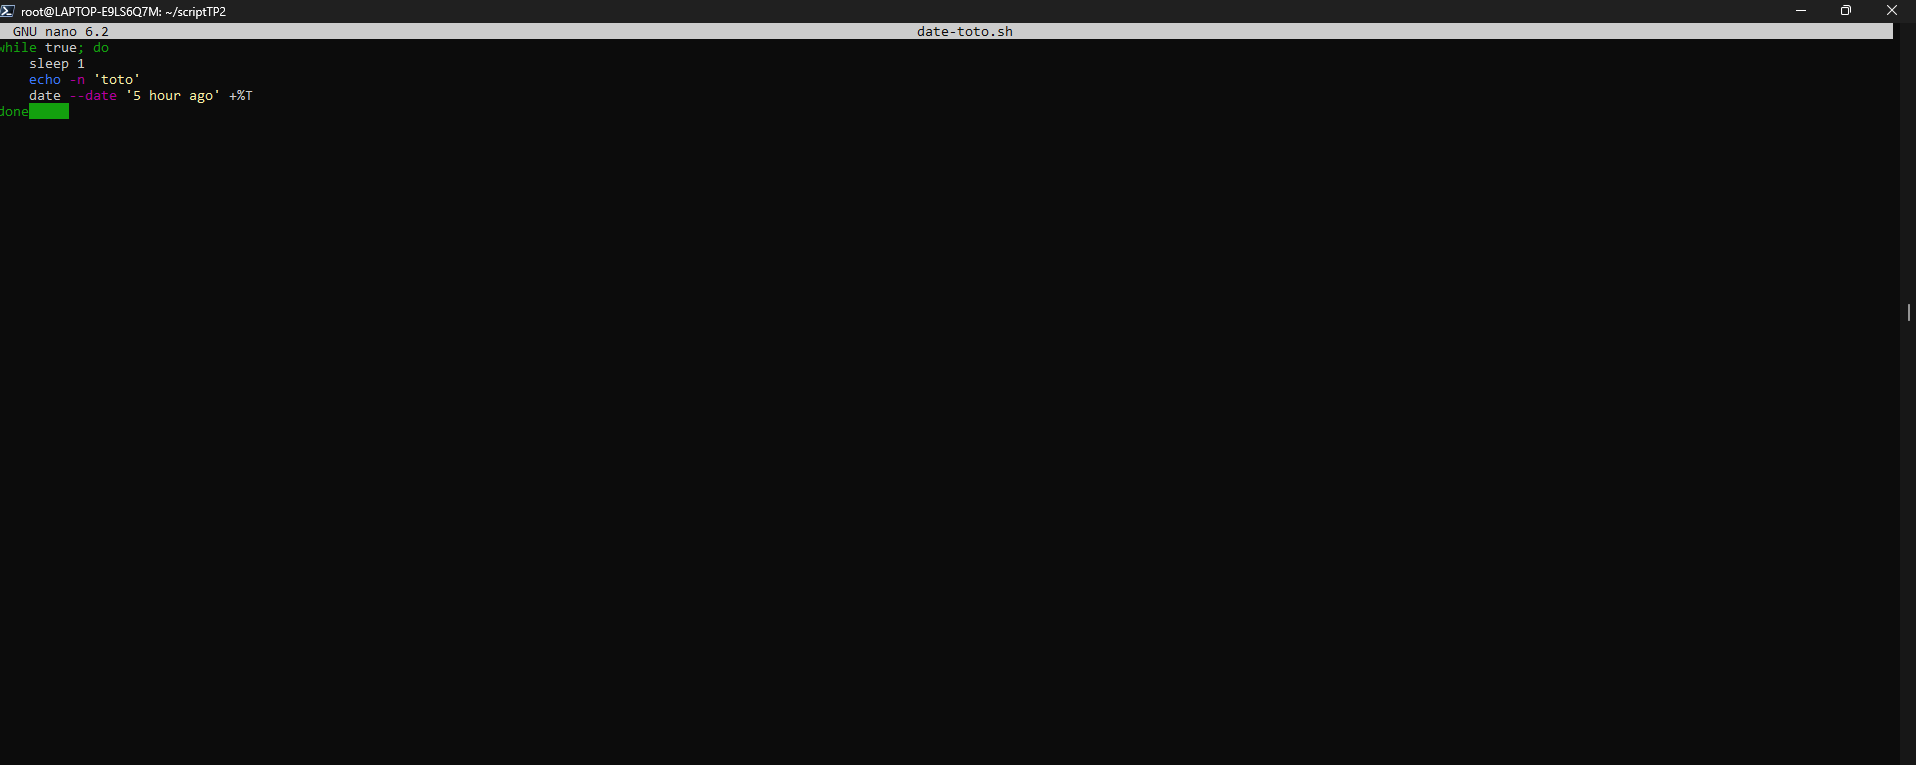 root@LAPTOP-E9LS6Q7M: ~/scriptTP2
GNU nano 6.2 date-toto.sh
while true; do
    sleep 1
    echo -n 'toto'
    date --date '5 hour ago' +%T
done